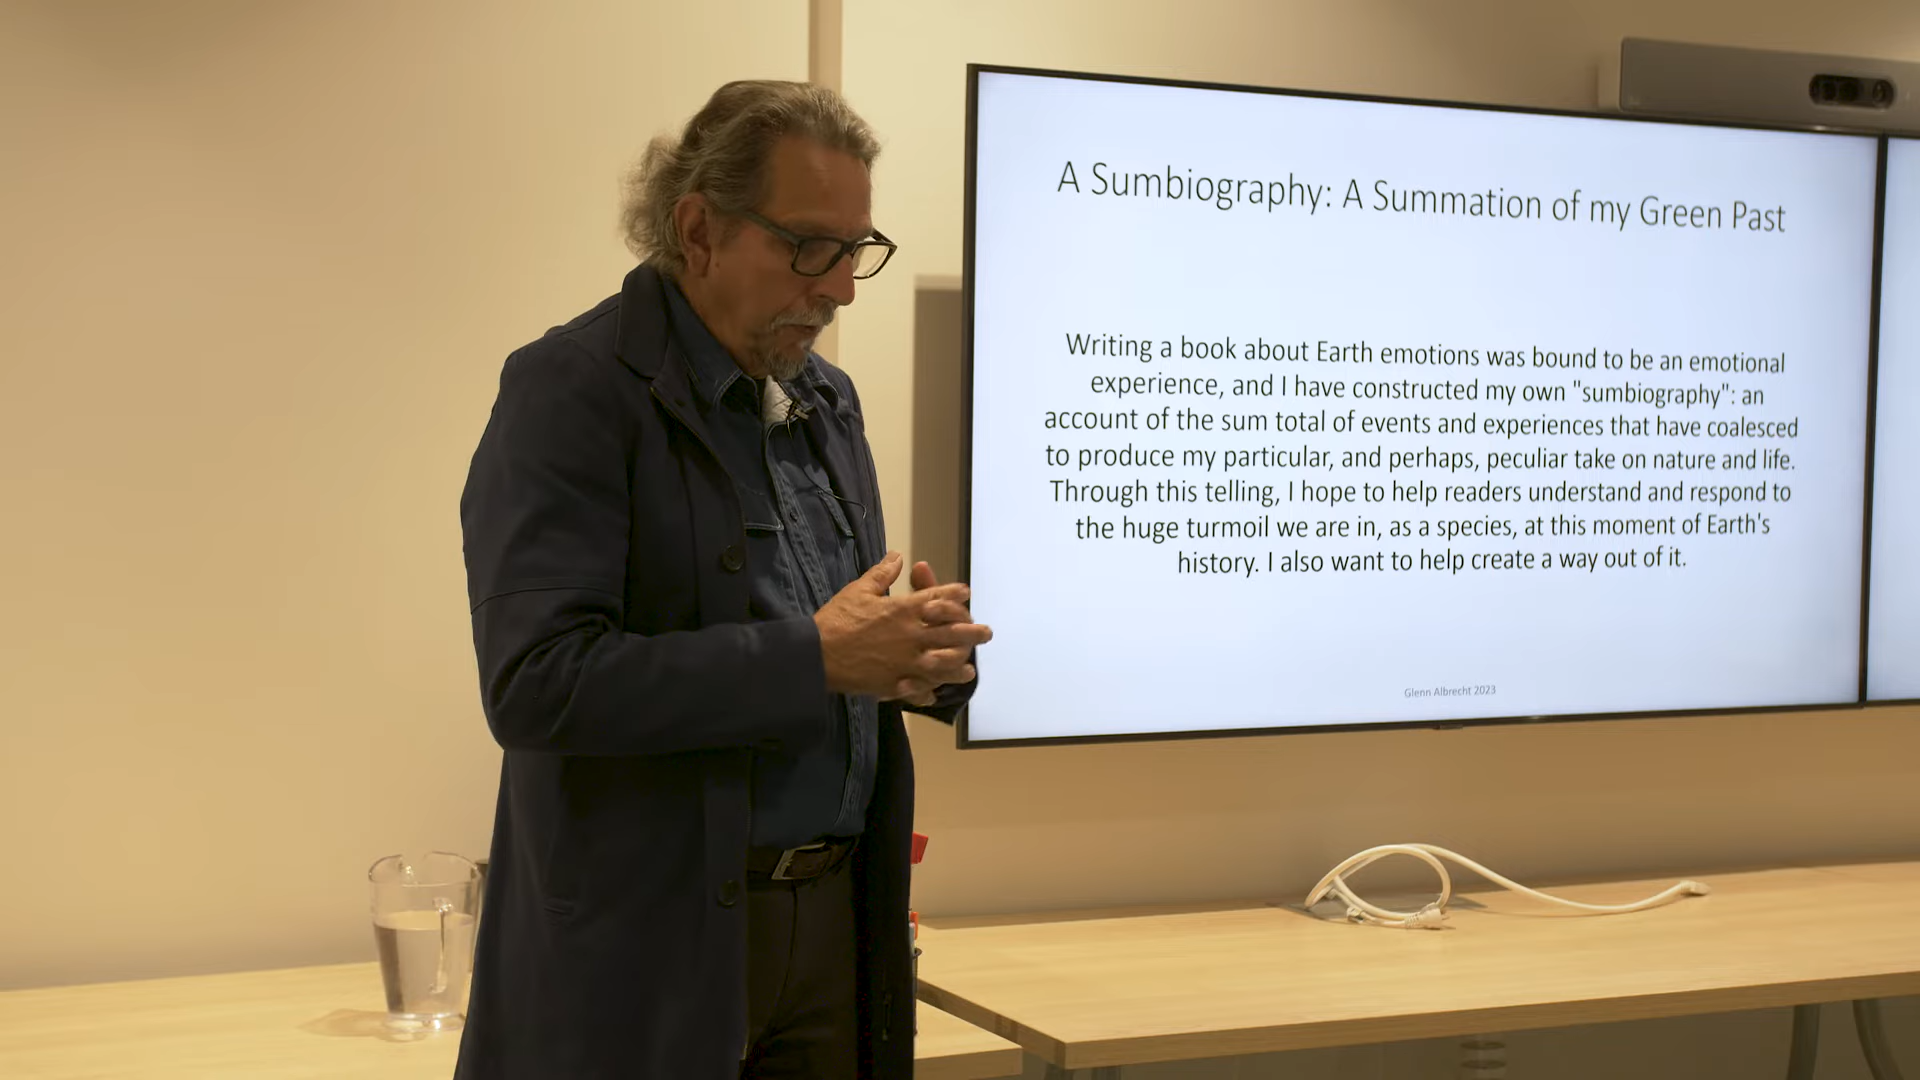 A Sumbiography: A Summation of my Green Past
Writing a book about Earth emotions was bound to be an emotional
experience, and I have constructed my own "sumbiography": an
account of the sum total of events and experiences that have coalesced
to produce my particular, and perhaps, peculiar take on nature and life.
Through this telling, I hope to help readers understand and respond to
the huge turmoil we are in, as a species, at this moment of Earth's
history. I also want to help create a way out of it.
Glenn Albrecht 2023